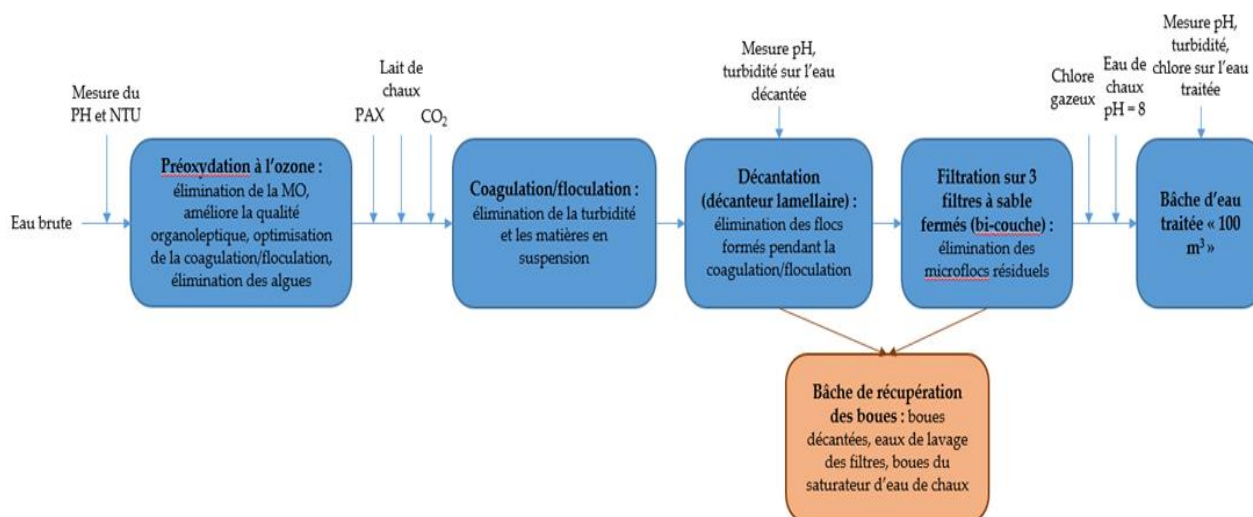 Eau brute
Mesure du
PH et NTU
Préoxydation à l'ozone :
élimination de la MO,
améliore la qualité
organoleptique, optimisation
de la coagulation/floculation,
élimination des algues
PAX
Lait de
chaux
CO₂
Coagulation/floculation :
élimination de la turbidité
et les matières en
suspension
Mesure pH,
turbidité sur l'eau
décantée
Décantation
(décanteur lamellaire) :
élimination des flocs
formés pendant la
coagulation/floculation
Filtration sur 3
filtres à sable
fermés (bi-couche) :
élimination des
microflocs résiduels
Chlore
gazeux
Eau de
chaux
pH = 8
Mesure pH,
turbidité,
chlore sur l'eau
traitée
Bâche d'eau
traitée « 100
m³ »
Bâche de récupération
des boues : boues
décantées, eaux de lavage
des filtres, boues du
saturateur d'eau de chaux